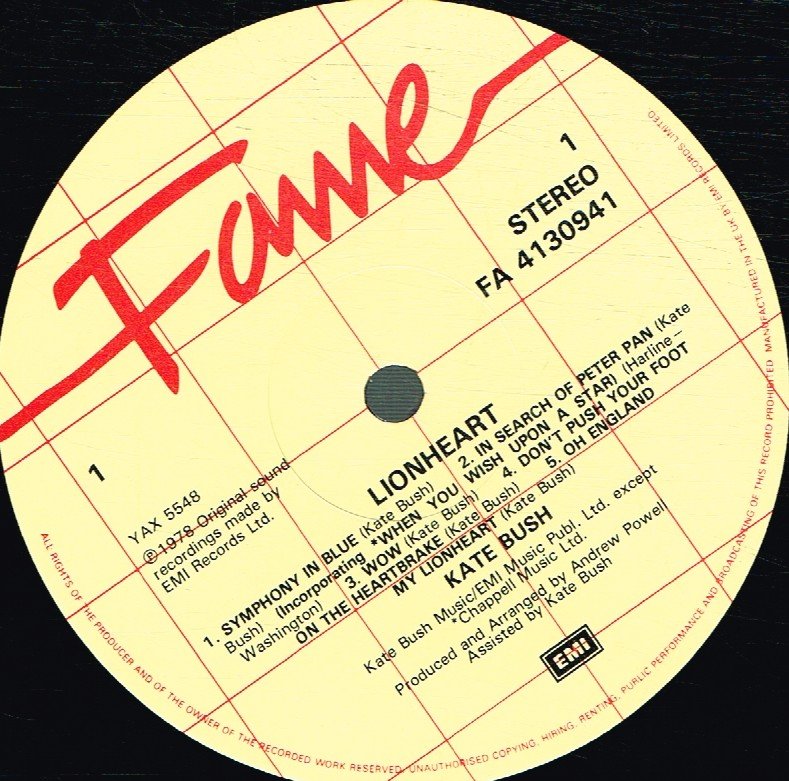 Fame
1
STEREO
FA 4130941
1
YAX 5548
Ⓟ1978 Original sound
recordings made by
EMI Records Ltd.
LIONHEART
1. SYMPHONY IN BLUE (Kate Bush) 2. IN SEARCH OF PETER PAN (Kate
Bush) (Incorporating *WHEN YOU WISH UPON A STAR) (Harline–
Washington) 3. WOW (Kate Bush) 4. DON'T PUSH YOUR FOOT
ON THE HEARTBRAKE (Kate Bush) 5. OH ENGLAND
MY LIONHEART (Kate Bush)
KATE BUSH
Kate Bush Music/EMI Music Publ. Ltd. except
*Chappell Music Ltd.
Produced and Arranged by Andrew Powell
Assisted by Kate Bush
EMI
ALL RIGHTS OF THE PRODUCER AND OF THE OWNER OF THE RECORDED WORK RESERVED. UNAUTHORISED COPYING, HIRING, RENTING, PUBLIC PERFORMANCE AND BROADCASTING OF THIS RECORD PROHIBITED. MANUFACTURED IN THE UK BY EMI RECORDS LIMITED.